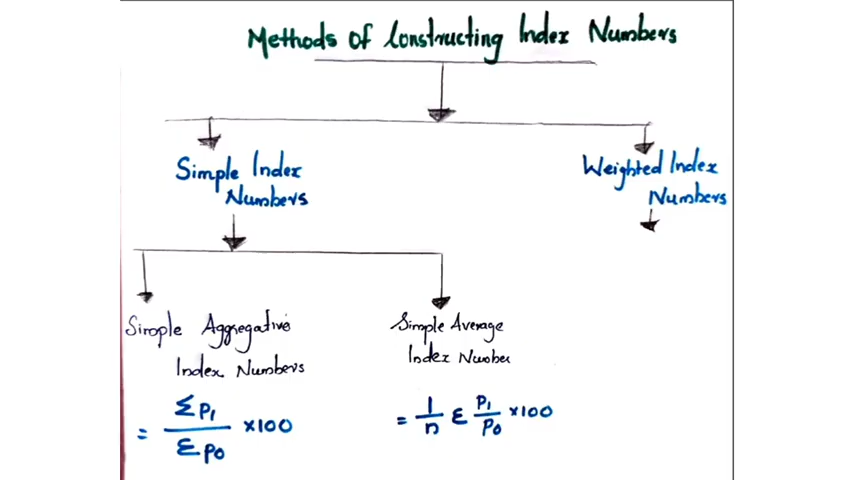 Methods of Constructing Index Numbers
Simple Index
Numbers
Weighted Index
Numbers
Simple Aggregative
Index Numbers
= ΣP₁ / ΣP₀ ×100
Simple Average
Index Number
= 1/n Σ P₁/P₀ ×100